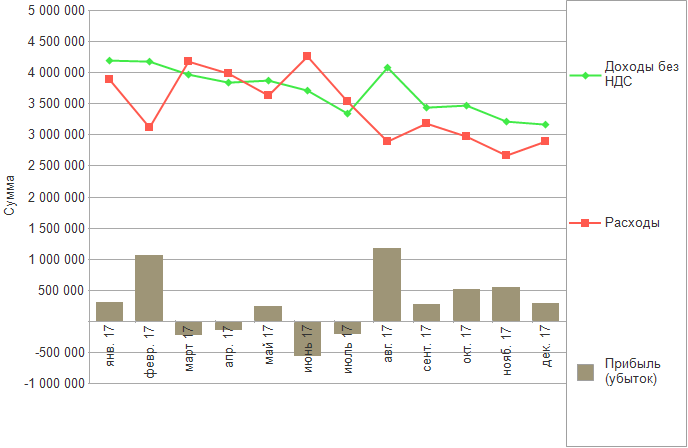 5 000 000
4 500 000
4 000 000
3 500 000
3 000 000
2 500 000
2 000 000
1 500 000
1 000 000
500 000
-500 000
-1 000 000
Сумма
янв. 17
февр. 17
март 17
апр. 17
май 17
июнь 17
июль 17
авг. 17
сент. 17
окт. 17
нояб. 17
дек. 17
Доходы без
НДС
Расходы
Прибыль
(убыток)